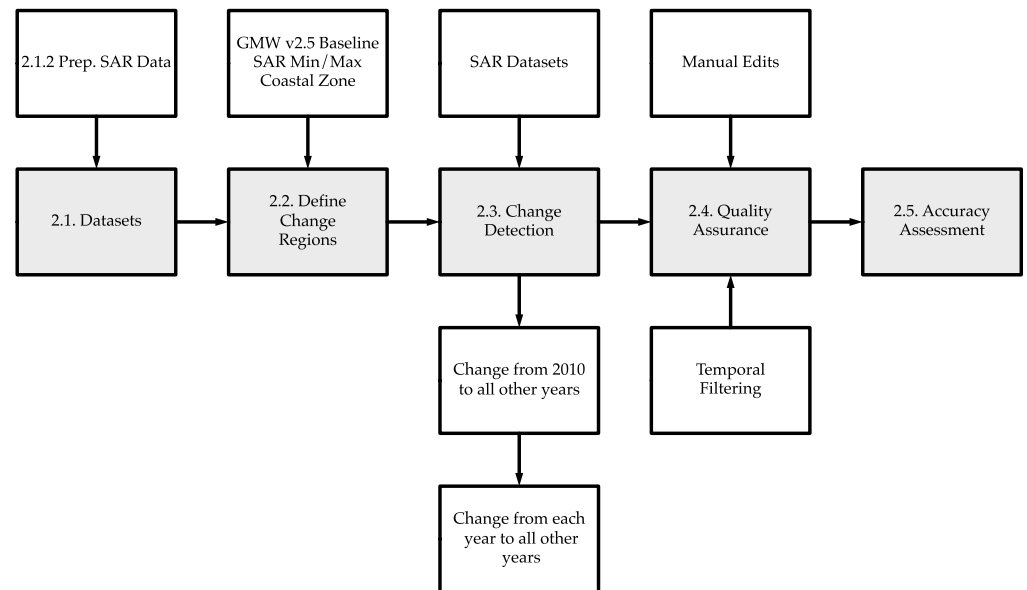 2.1.2 Prep. SAR Data
GMW v2.5 Baseline
SAR Min/Max
Coastal Zone
SAR Datasets
Manual Edits
2.1. Datasets
2.2. Define
Change
Regions
2.3. Change
Detection
2.4. Quality
Assurance
2.5. Accuracy
Assessment
Change from 2010
to all other years
Temporal
Filtering
Change from each
year to all other
years